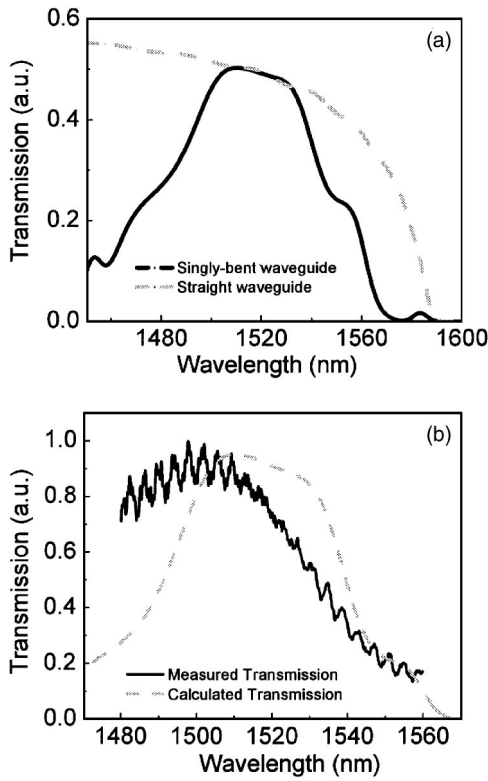 (a)
Transmission (a.u.)
0.6
0.4
0.2
0.0
Singly-bent waveguide
Straight waveguide
1480 1520 1560 1600
Wavelength (nm)
(b)
Transmission (a.u.)
1.0
0.8
0.6
0.4
0.2
0.0
Measured Transmission
Calculated Transmission
1480 1500 1520 1540 1560
Wavelength (nm)